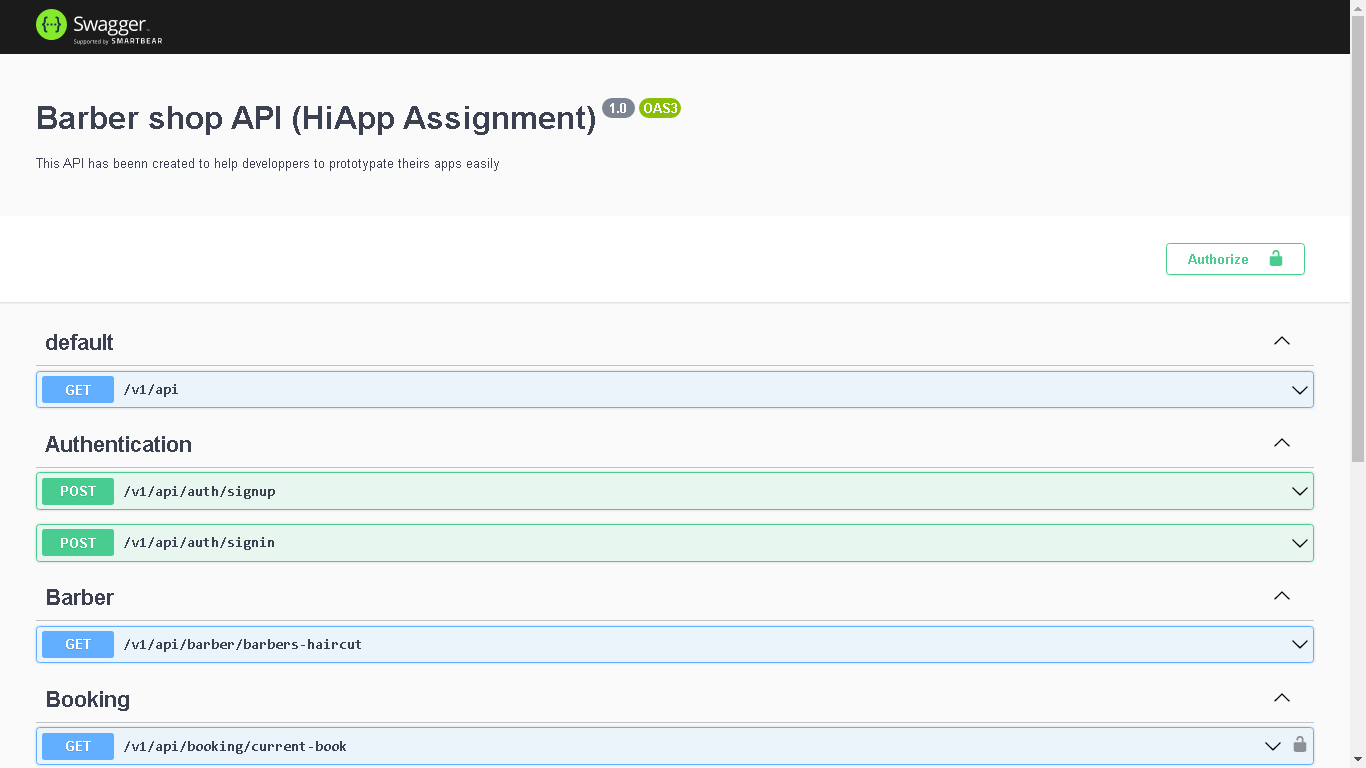 Swagger
Supported by SMARTBEAR
Barber shop API (HiApp Assignment) 1.0 OAS3
This API has beenn created to help developpers to prototypate theirs apps easily
Authorize
default
GET /v1/api
Authentication
POST /v1/api/auth/signup
POST /v1/api/auth/signin
Barber
GET /v1/api/barber/barbers-haircut
Booking
GET /v1/api/booking/current-book